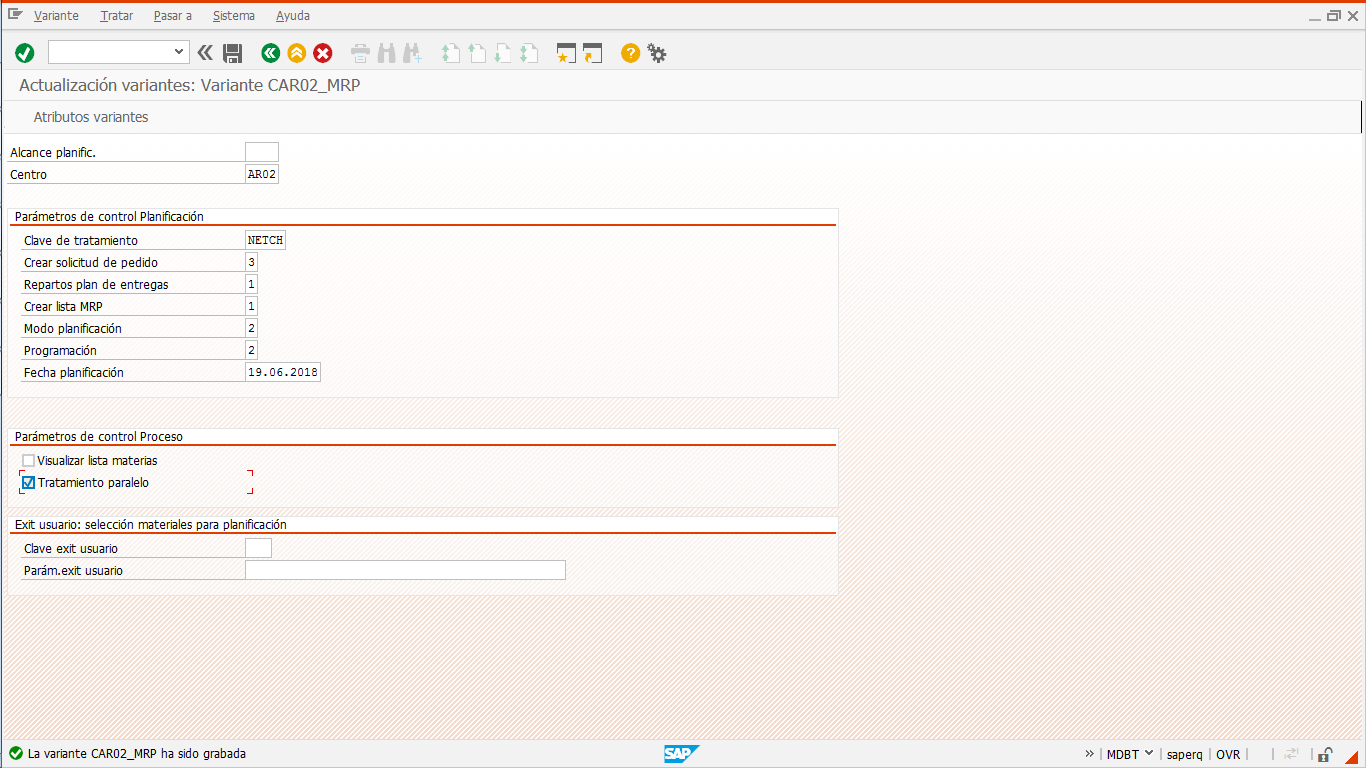 Variante Tratar Pasar a Sistema Ayuda
Actualización variantes: Variante CAR02_MRP
Atributos variantes
Alcance planific.
Centro AR02
Parámetros de control Planificación
Clave de tratamiento NETCH
Crear solicitud de pedido 3
Repartos plan de entregas 1
Crear lista MRP 1
Modo planificación 2
Programación 2
Fecha planificación 19.06.2018
Parámetros de control Proceso
Visualizar lista materias
Tratamiento paralelo
Exit usuario: selección materiales para planificación
Clave exit usuario
Parám.exit usuario
La variante CAR02_MRP ha sido grabada SAP MDBT saperq OVR